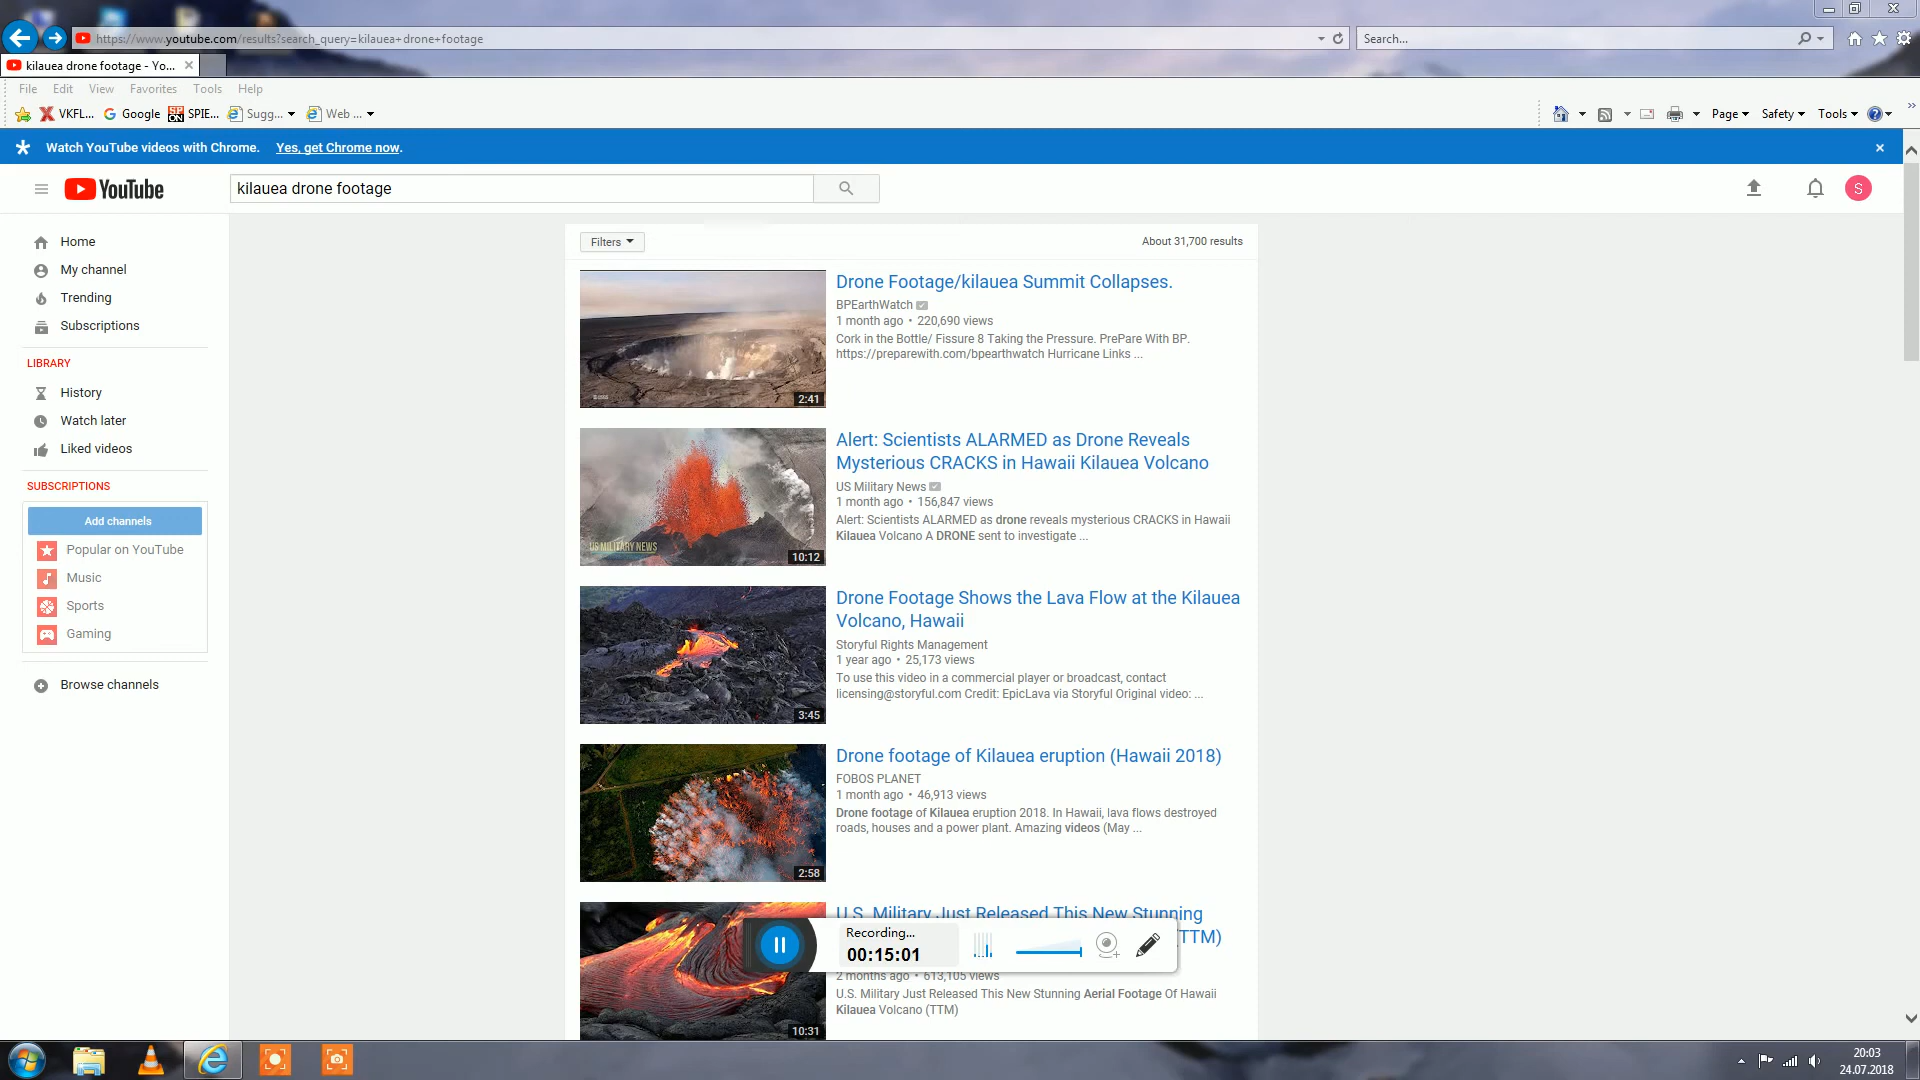 https://www.youtube.com/results?search_query=kilauea+drone+footage
Search...
kilauea drone footage - Yo...
File Edit View Favorites Tools Help
VKFL... Google SPIE... Sugg... Web ...
Page Safety Tools
Watch YouTube videos with Chrome. Yes, get Chrome now.
YouTube
kilauea drone footage
S
Home
My channel
Trending
Subscriptions
LIBRARY
History
Watch later
Liked videos
SUBSCRIPTIONS
Add channels
Popular on YouTube
Music
Sports
Gaming
Browse channels
Filters
About 31,700 results
2:41
Drone Footage/kilauea Summit Collapses.
BPEarthWatch
1 month ago • 220,690 views
Cork in the Bottle/ Fissure 8 Taking the Pressure. PrePare With BP.
https://preparewith.com/bpearthwatch Hurricane Links ...
US MILITARY NEWS
10:12
Alert: Scientists ALARMED as Drone Reveals
Mysterious CRACKS in Hawaii Kilauea Volcano
US Military News
1 month ago • 156,847 views
Alert: Scientists ALARMED as drone reveals mysterious CRACKS in Hawaii
Kilauea Volcano A DRONE sent to investigate ...
3:45
Drone Footage Shows the Lava Flow at the Kilauea
Volcano, Hawaii
Storyful Rights Management
1 year ago • 25,173 views
To use this video in a commercial player or broadcast, contact
licensing@storyful.com Credit: EpicLava via Storyful Original video: ...
2:58
Drone footage of Kilauea eruption (Hawaii 2018)
FOBOS PLANET
1 month ago • 46,913 views
Drone footage of Kilauea eruption 2018. In Hawaii, lava flows destroyed
roads, houses and a power plant. Amazing videos (May ...
10:31
U.S. Military Just Released This New Stunning
TTM)
2 months ago • 613,105 views
U.S. Military Just Released This New Stunning Aerial Footage Of Hawaii
Kilauea Volcano (TTM)
Recording...
00:15:01
20:03
24.07.2018